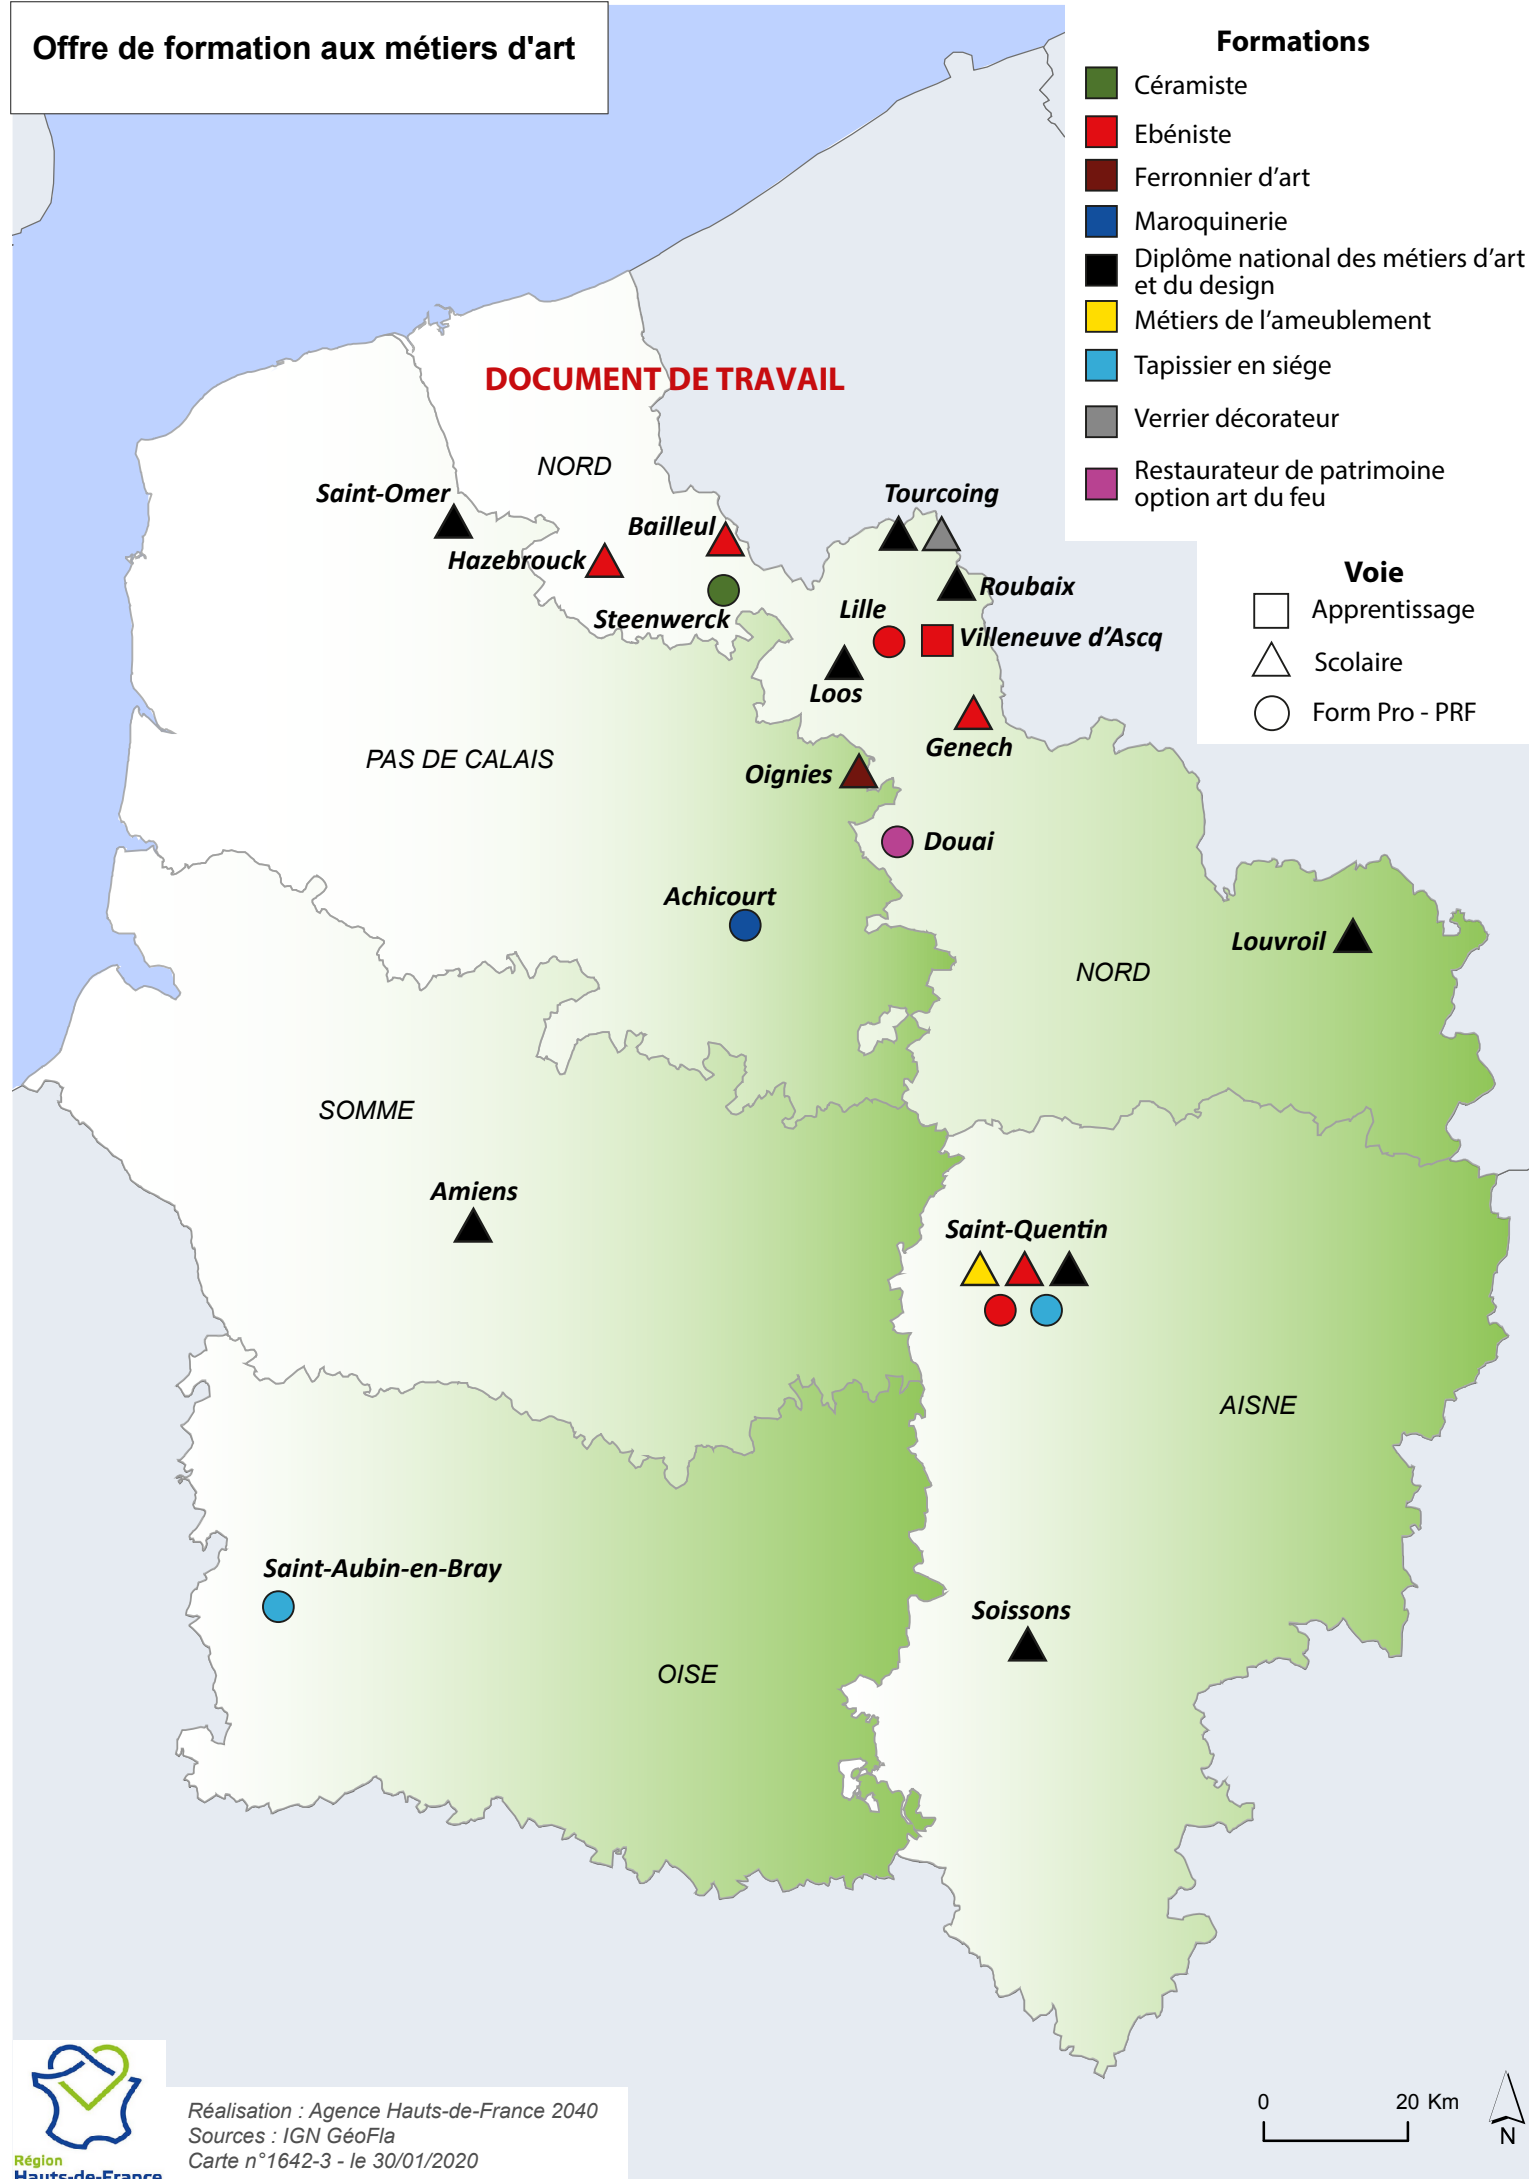 Offre de formation aux métiers d'art
Formations
Céramiste
Ebéniste
Ferronnier d’art
Maroquinerie
Diplôme national des métiers d’art
et du design
Métiers de l’ameublement
Tapissier en siége
Verrier décorateur
Restaurateur de patrimoine
option art du feu
Voie
Apprentissage
Scolaire
Form Pro - PRF
DOCUMENT DE TRAVAIL
NORD
Saint-Omer
Tourcoing
Bailleul
Hazebrouck
Roubaix
Lille
Steenwerck
Villeneuve d’Ascq
Loos
Genech
PAS DE CALAIS
Oignies
Douai
Achicourt
Louvroil
NORD
SOMME
Amiens
Saint-Quentin
AISNE
Saint-Aubin-en-Bray
Soissons
OISE
0 20 Km
N
Réalisation : Agence Hauts-de-France 2040
Sources : IGN GéoFla
Carte n°1642-3 - le 30/01/2020
Région
Hauts-de-France